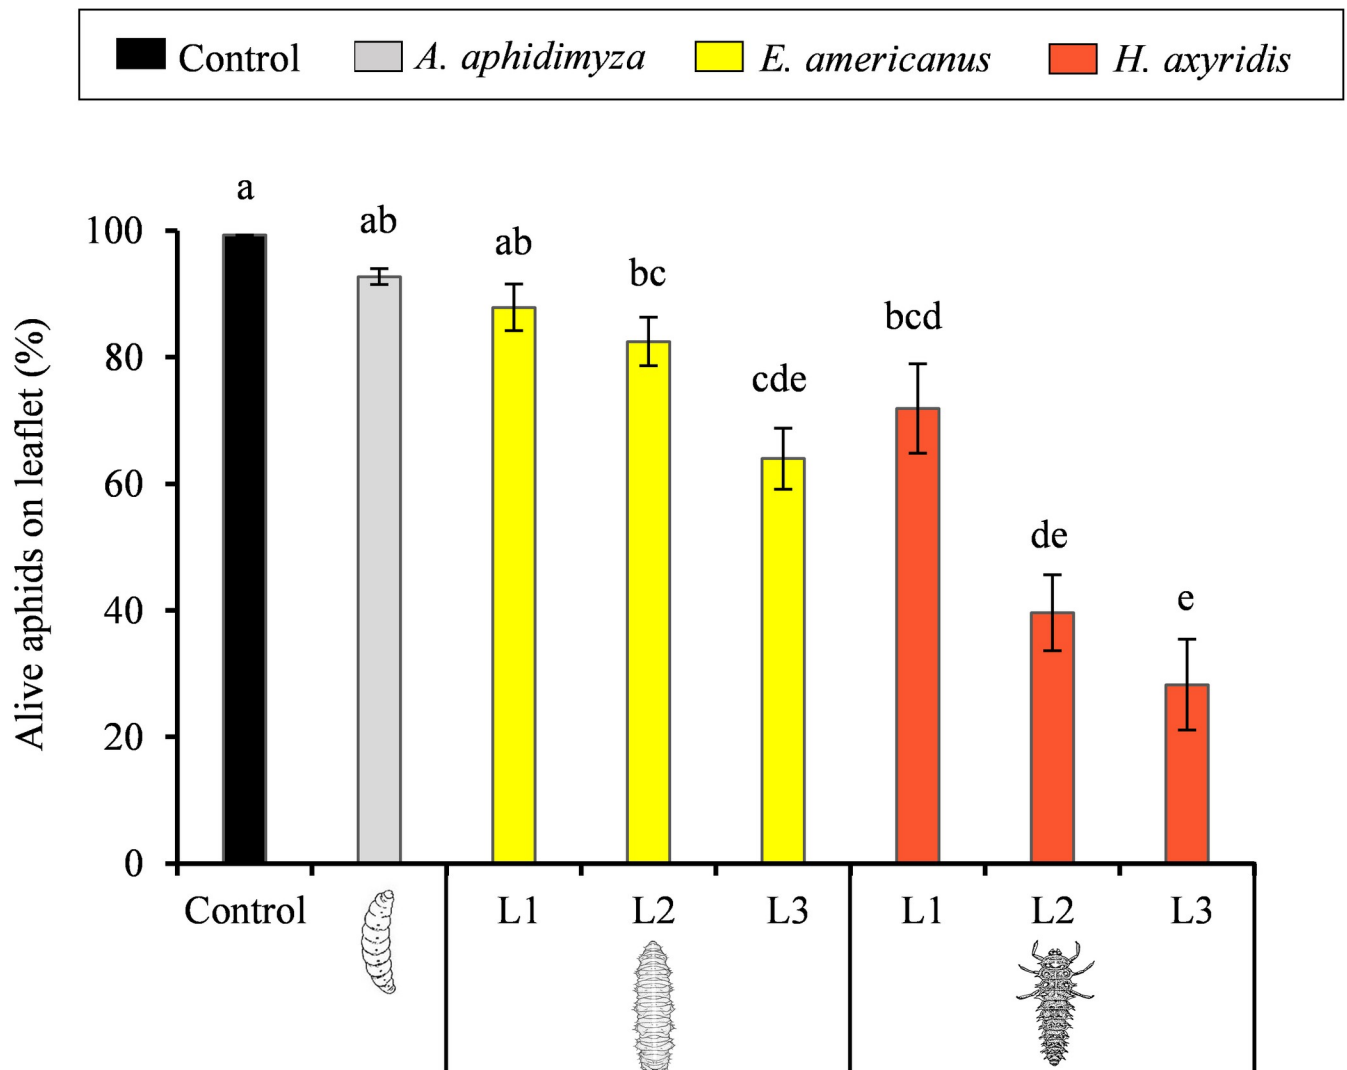 Control A. aphidimyza E. americanus H. axyridis
a
ab
ab
bc
cde
bcd
de
e
Alive aphids on leaflet (%)
100
80
60
40
20
0
Control L1 L2 L3 L1 L2 L3